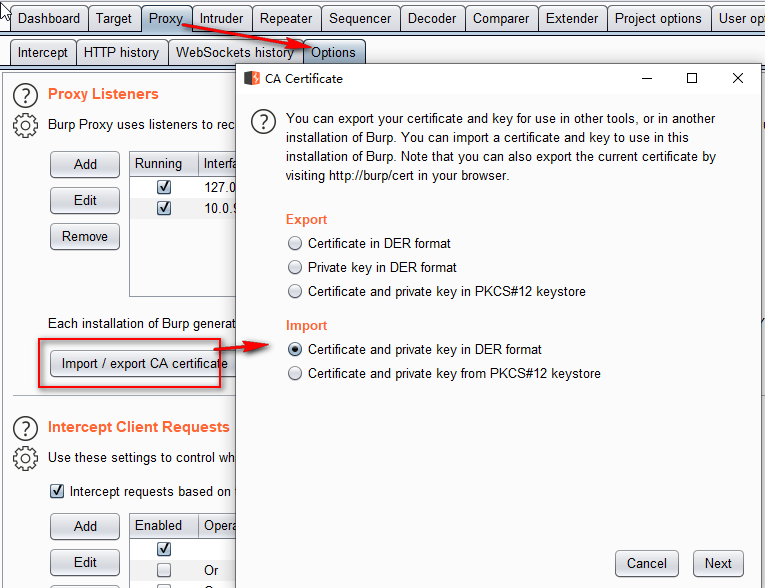 Dashboard Target Proxy Intruder Repeater Sequencer Decoder Comparer Extender Project options User op
Intercept HTTP history WebSockets history Options
CA Certificate
Proxy Listeners
Burp Proxy uses listeners to rec
Add
Edit
Remove
Running Interfa
127.0
10.0.9
Each installation of Burp generat
Import / export CA certificate
Intercept Client Requests
Use these settings to control wh
Intercept requests based on
Add
Edit
Enabled Opera
Or
You can export your certificate and key for use in other tools, or in another
installation of Burp. You can import a certificate and key to use in this
installation of Burp. Note that you can also export the current certificate by
visiting http://burp/cert in your browser.
Export
Certificate in DER format
Private key in DER format
Certificate and private key in PKCS#12 keystore
Import
Certificate and private key in DER format
Certificate and private key from PKCS#12 keystore
Cancel Next